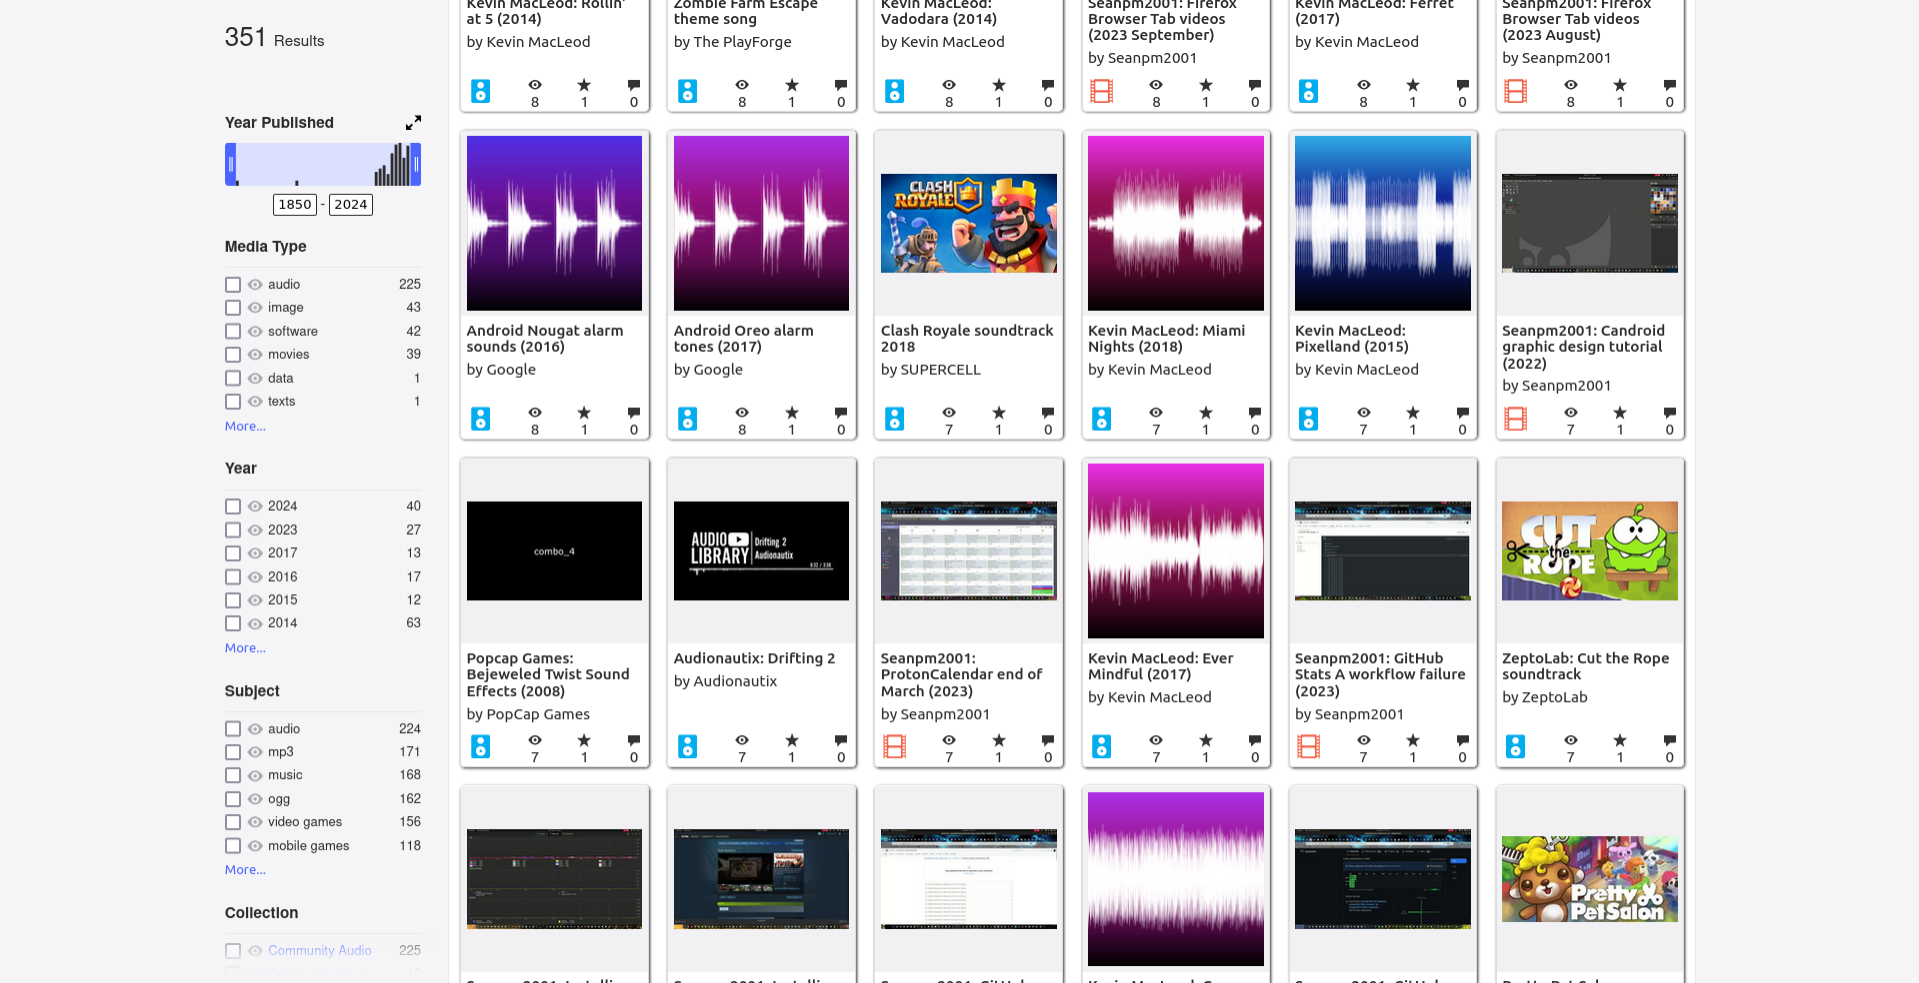 351 Results
Year Published
1850 - 2024
Media Type
audio 225
image 43
software 42
movies 39
data 1
texts 1
More...
Year
2024 40
2023 27
2017 13
2016 17
2015 12
2014 63
More...
Subject
audio 224
mp3 171
music 168
ogg 162
video games 156
mobile games 118
More...
Collection
Community Audio 225
Kevin MacLeod: Rollin'
at 5 (2014)
by Kevin MacLeod
8 1 0
Zombie Farm Escape
theme song
by The PlayForge
8 1 0
Kevin MacLeod:
Vadodara (2014)
by Kevin MacLeod
8 1 0
Seanpm2001: Firefox
Browser Tab videos
(2023 September)
by Seanpm2001
8 1 0
Kevin MacLeod: Ferret
(2017)
by Kevin MacLeod
8 1 0
Seanpm2001: Firefox
Browser Tab videos
(2023 August)
by Seanpm2001
8 1 0
Android Nougat alarm
sounds (2016)
by Google
8 1 0
Android Oreo alarm
tones (2017)
by Google
8 1 0
CLASH
ROYALE
Clash Royale soundtrack
2018
by SUPERCELL
7 1 0
Kevin MacLeod: Miami
Nights (2018)
by Kevin MacLeod
7 1 0
Kevin MacLeod:
Pixelland (2015)
by Kevin MacLeod
7 1 0
Seanpm2001: Candroid
graphic design tutorial
(2022)
by Seanpm2001
7 1 0
combo_4
Popcap Games:
Bejeweled Twist Sound
Effects (2008)
by PopCap Games
7 1 0
AUDIO
LIBRARY
Drifting 2
Audionautix
Audionautix: Drifting 2
by Audionautix
7 1 0
Seanpm2001:
ProtonCalendar end of
March (2023)
by Seanpm2001
7 1 0
Kevin MacLeod: Ever
Mindful (2017)
by Kevin MacLeod
7 1 0
Seanpm2001: GitHub
Stats A workflow failure
(2023)
by Seanpm2001
7 1 0
CUT
the
ROPE
ZeptoLab: Cut the Rope
soundtrack
by ZeptoLab
7 1 0
Pretty
Pet Salon